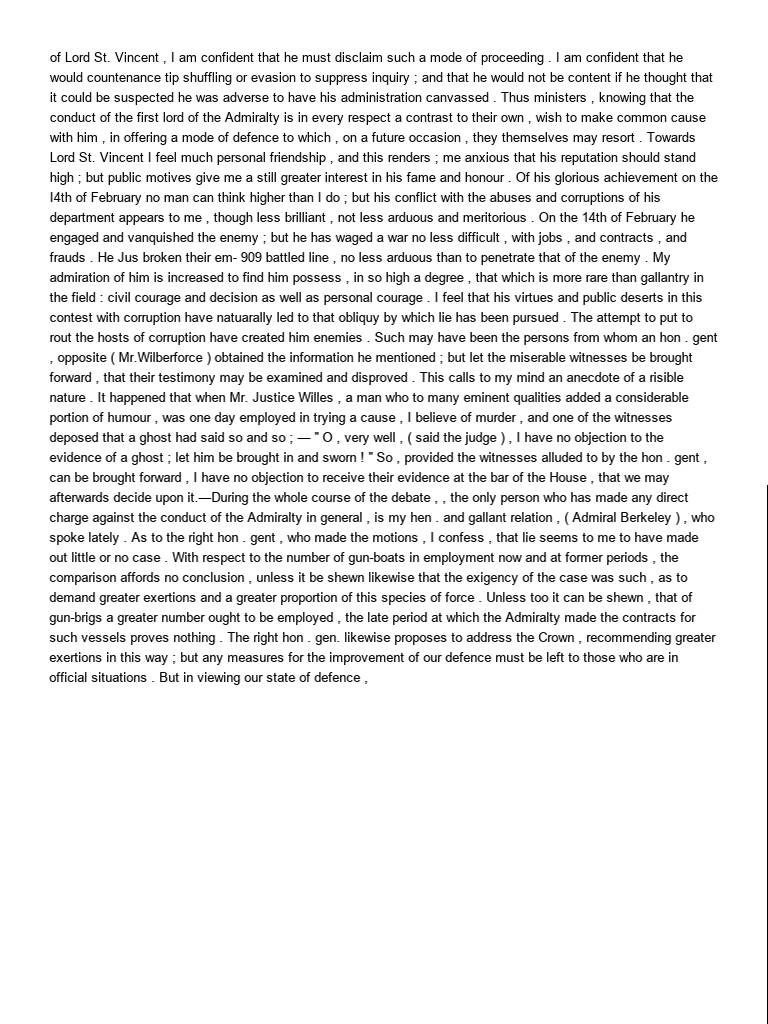 of Lord St. Vincent , I am confident that he must disclaim such a mode of proceeding . I am confident that he
would countenance tip shuffling or evasion to suppress inquiry ; and that he would not be content if he thought that
it could be suspected he was adverse to have his administration canvassed . Thus ministers , knowing that the
conduct of the first lord of the Admiralty is in every respect a contrast to their own , wish to make common cause
with him , in offering a mode of defence to which , on a future occasion , they themselves may resort . Towards
Lord St. Vincent I feel much personal friendship , and this renders ; me anxious that his reputation should stand
high ; but public motives give me a still greater interest in his fame and honour . Of his glorious achievement on the
I4th of February no man can think higher than I do ; but his conflict with the abuses and corruptions of his
department appears to me , though less brilliant , not less arduous and meritorious . On the 14th of February he
engaged and vanquished the enemy ; but he has waged a war no less difficult , with jobs , and contracts , and
frauds . He Jus broken their em- 909 battled line , no less arduous than to penetrate that of the enemy . My
admiration of him is increased to find him possess , in so high a degree , that which is more rare than gallantry in
the field : civil courage and decision as well as personal courage . I feel that his virtues and public deserts in this
contest with corruption have natuarally led to that obliquy by which lie has been pursued . The attempt to put to
rout the hosts of corruption have created him enemies . Such may have been the persons from whom an hon . gent
, opposite ( Mr.Wilberforce ) obtained the information he mentioned ; but let the miserable witnesses be brought
forward , that their testimony may be examined and disproved . This calls to my mind an anecdote of a risible
nature . It happened that when Mr. Justice Willes , a man who to many eminent qualities added a considerable
portion of humour , was one day employed in trying a cause , I believe of murder , and one of the witnesses
deposed that a ghost had said so and so ; — " O , very well , ( said the judge ) , I have no objection to the
evidence of a ghost ; let him be brought in and sworn ! " So , provided the witnesses alluded to by the hon . gent ,
can be brought forward , I have no objection to receive their evidence at the bar of the House , that we may
afterwards decide upon it.—During the whole course of the debate , , the only person who has made any direct
charge against the conduct of the Admiralty in general , is my hen . and gallant relation , ( Admiral Berkeley ) , who
spoke lately . As to the right hon . gent , who made the motions , I confess , that lie seems to me to have made
out little or no case . With respect to the number of gun-boats in employment now and at former periods , the
comparison affords no conclusion , unless it be shewn likewise that the exigency of the case was such , as to
demand greater exertions and a greater proportion of this species of force . Unless too it can be shewn , that of
gun-brigs a greater number ought to be employed , the late period at which the Admiralty made the contracts for
such vessels proves nothing . The right hon . gen. likewise proposes to address the Crown , recommending greater
exertions in this way ; but any measures for the improvement of our defence must be left to those who are in
official situations . But in viewing our state of defence ,